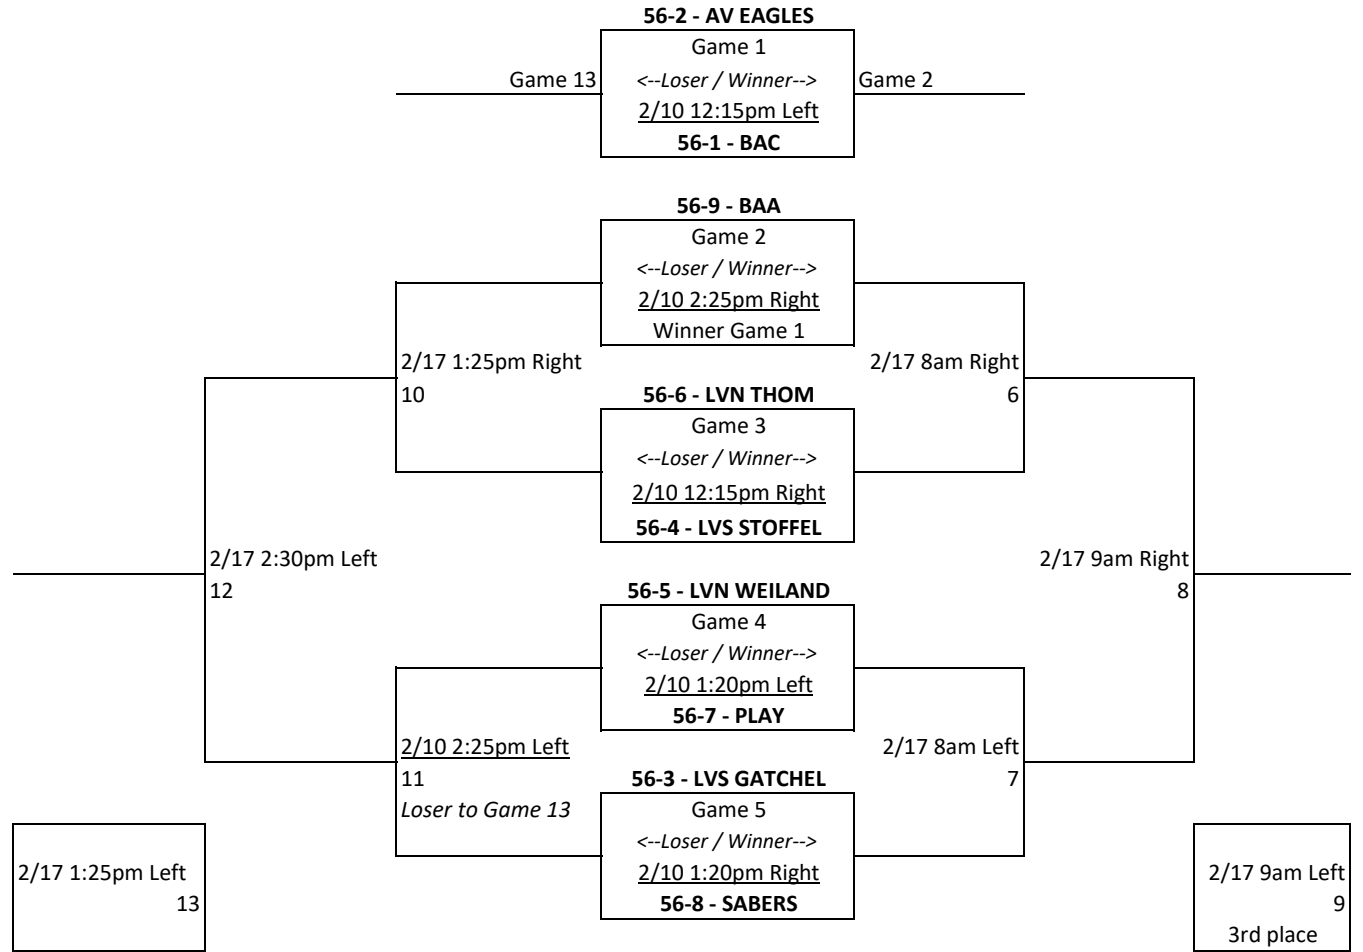 56-2 - AV EAGLES
Game 1
Game 13 <--Loser / Winner--> Game 2
2/10 12:15pm Left
56-1 - BAC
56-9 - BAA
Game 2
<--Loser / Winner-->
2/10 2:25pm Right
Winner Game 1
2/17 1:25pm Right
10
2/17 8am Right
6
56-6 - LVN THOM
Game 3
<--Loser / Winner-->
2/10 12:15pm Right
56-4 - LVS STOFFEL
2/17 2:30pm Left
12
2/17 9am Right
8
56-5 - LVN WEILAND
Game 4
<--Loser / Winner-->
2/10 1:20pm Left
56-7 - PLAY
2/10 2:25pm Left
11
Loser to Game 13
2/17 8am Left
7
56-3 - LVS GATCHEL
Game 5
<--Loser / Winner-->
2/10 1:20pm Right
56-8 - SABERS
2/17 1:25pm Left
13
2/17 9am Left
9
3rd place